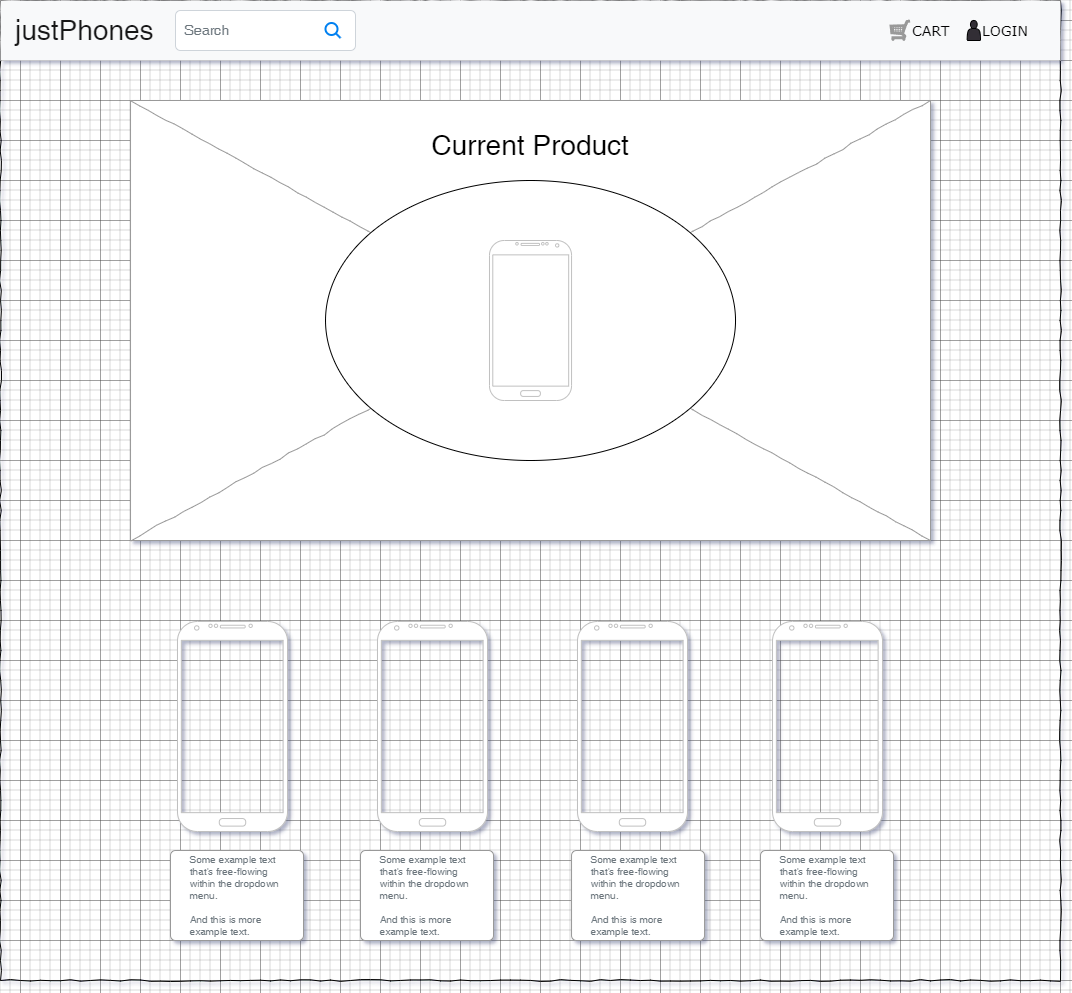 justPhones
Search
CART
LOGIN
Current Product
Some example text
that's free-flowing
within the dropdown
menu.
And this is more
example text.
Some example text
that's free-flowing
within the dropdown
menu.
And this is more
example text.
Some example text
that's free-flowing
within the dropdown
menu.
And this is more
example text.
Some example text
that's free-flowing
within the dropdown
menu.
And this is more
example text.